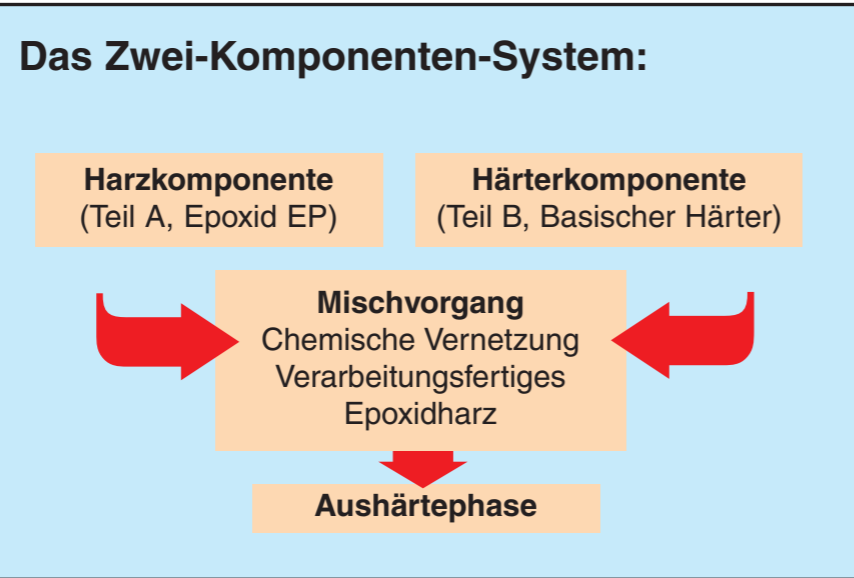 Das Zwei-Komponenten-System:
Harzkomponente
(Teil A, Epoxid EP)
Härterkomponente
(Teil B, Basischer Härter)
Mischvorgang
Chemische Vernetzung
Verarbeitungsfertiges
Epoxidharz
Aushärtephase